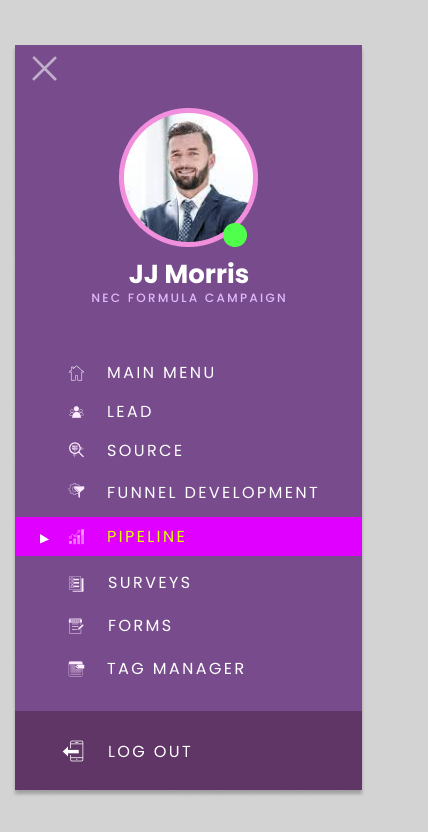 JJ Morris
NEC FORMULA CAMPAIGN
MAIN MENU
LEAD
SOURCE
FUNNEL DEVELOPMENT
PIPELINE
SURVEYS
FORMS
TAG MANAGER
LOG OUT